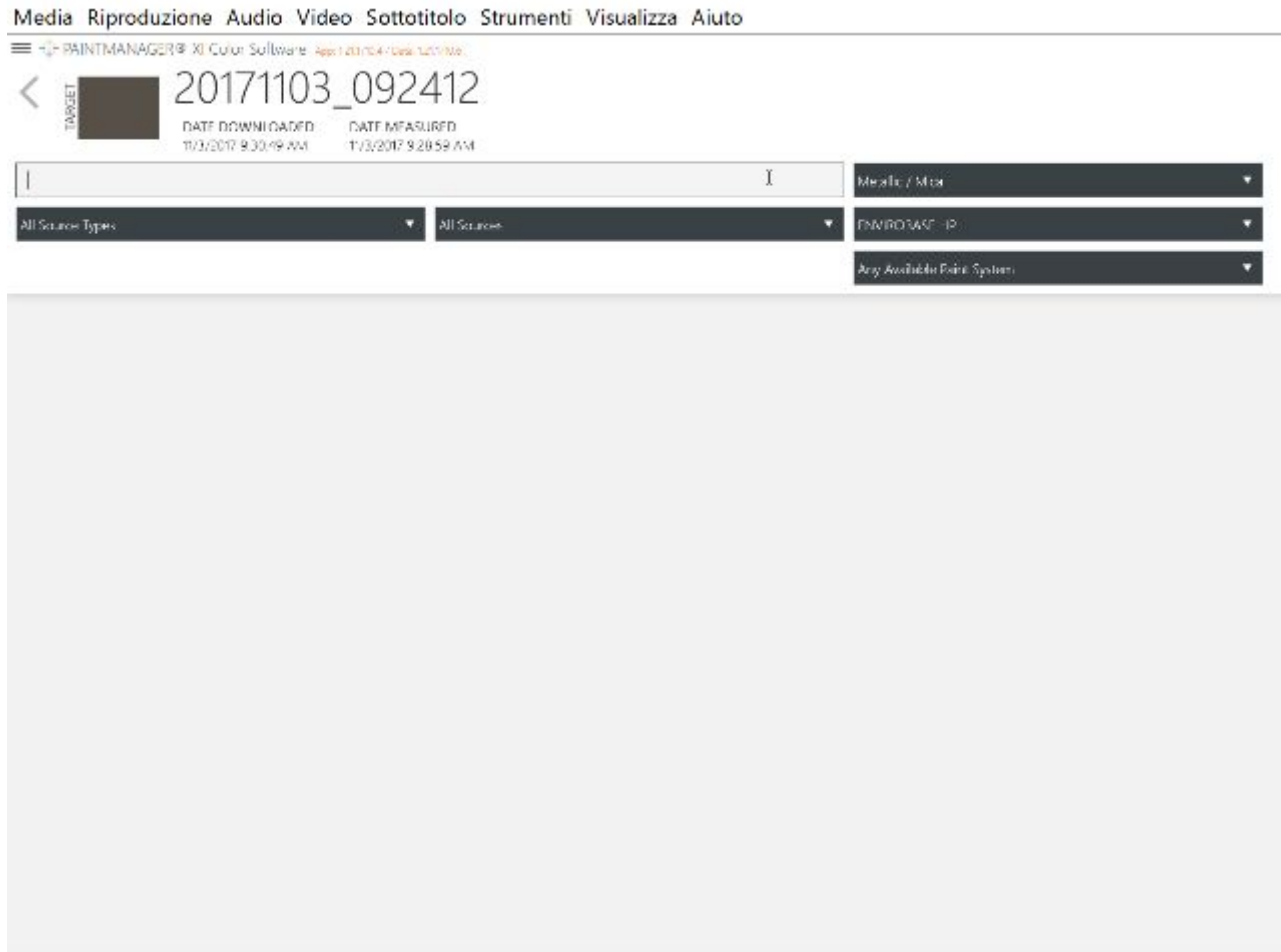 Media Riproduzione Audio Video Sottotitolo Strumenti Visualizza Aiuto
PAINTMANAGER® XI Color Software
TARGET
20171103_092412
DATE DOWNLOADED DATE MEASURED
11/3/2017 9:30:49 AM 11/3/2017 9:28:59 AM
Metallic / Mica
All Source Types All Sources ENVIROBASE HP
Any Available Paint System